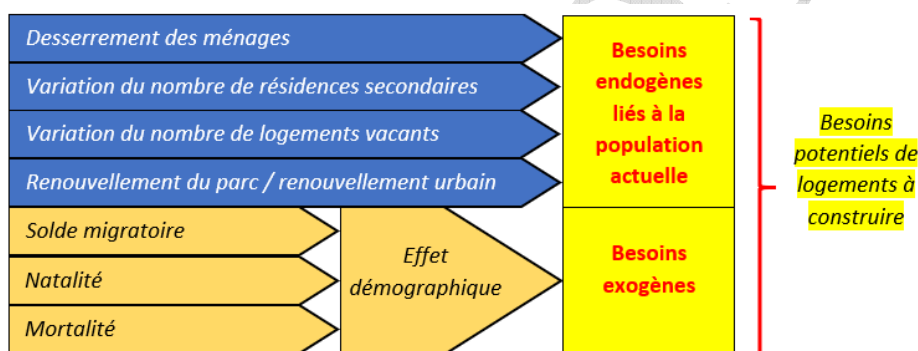 Desserrement des ménages
Variation du nombre de résidences secondaires
Variation du nombre de logements vacants
Renouvellement du parc / renouvellement urbain
Besoins
endogènes
liés à la
population
actuelle
Solde migratoire
Natalité
Mortalité
Effet
démographique
Besoins
exogènes
Besoins
potentiels de
logements à
construire